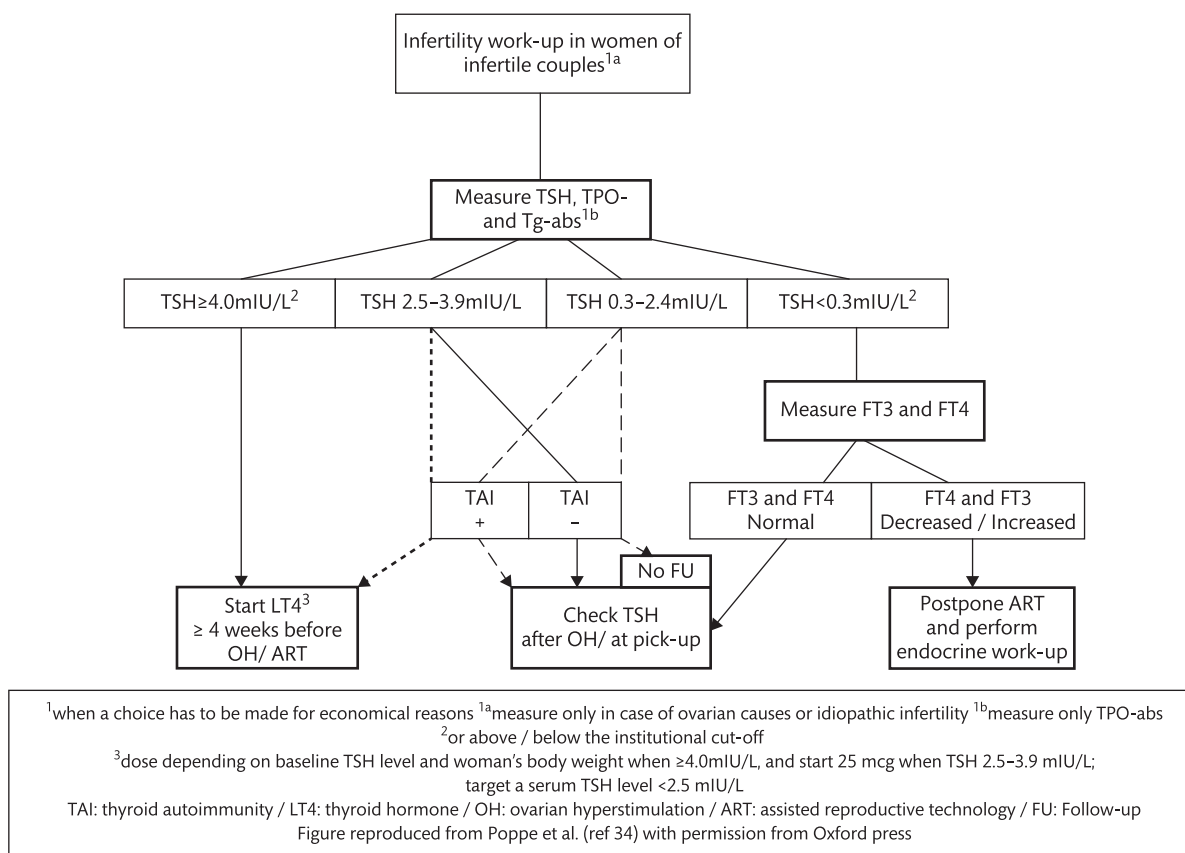 Infertility work-up in women of
infertile couples1a
Measure TSH, TPO-
and Tg-abs1b
TSH≥4.0mIU/L2
TSH 2.5–3.9mIU/L
TSH 0.3–2.4mIU/L
TSH<0.3mIU/L2
Measure FT3 and FT4
TAI
+
TAI
–
FT3 and FT4
Normal
FT4 and FT3
Decreased / Increased
No FU
Start LT43
≥ 4 weeks before
OH/ ART
Check TSH
after OH/ at pick-up
Postpone ART
and perform
endocrine work-up
1when a choice has to be made for economical reasons 1ameasure only in case of ovarian causes or idiopathic infertility 1bmeasure only TPO-abs
2or above / below the institutional cut-off
3dose depending on baseline TSH level and woman's body weight when ≥4.0mIU/L, and start 25 mcg when TSH 2.5–3.9 mIU/L;
target a serum TSH level <2.5 mIU/L
TAI: thyroid autoimmunity / LT4: thyroid hormone / OH: ovarian hyperstimulation / ART: assisted reproductive technology / FU: Follow-up
Figure reproduced from Poppe et al. (ref 34) with permission from Oxford press